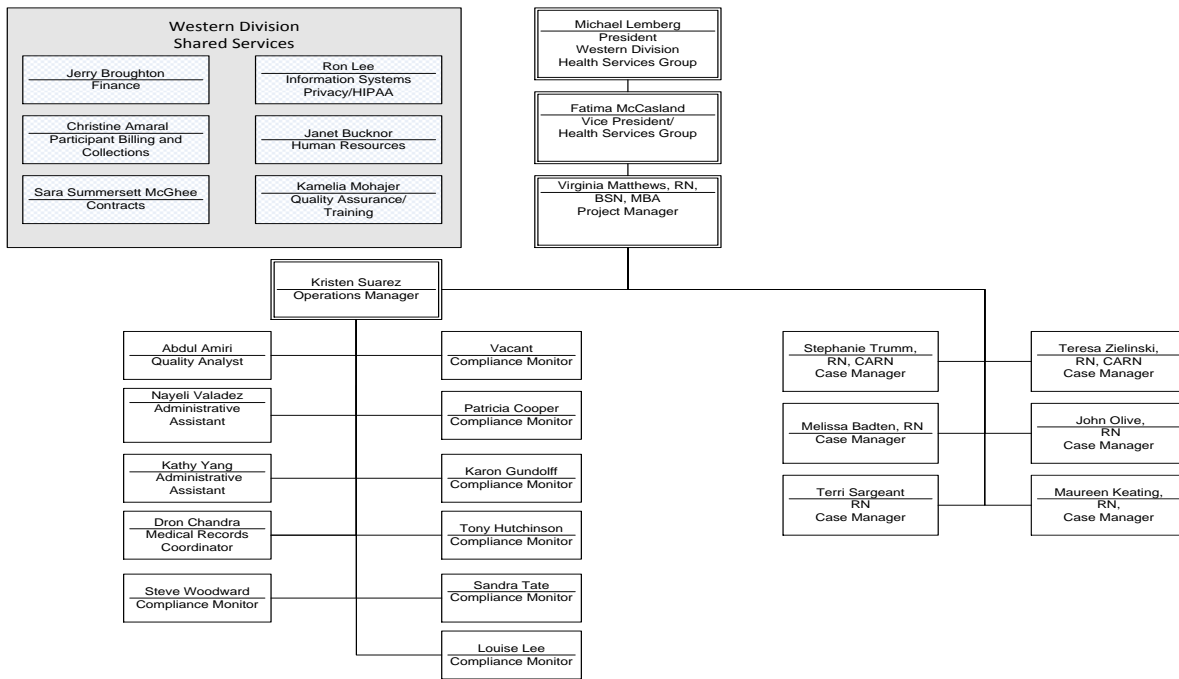 Western Division
Shared Services
Jerry Broughton
Finance
Ron Lee
Information Systems
Privacy/HIPAA
Christine Amaral
Participant Billing and
Collections
Janet Bucknor
Human Resources
Sara Summersett McGhee
Contracts
Kamelia Mohajer
Quality Assurance/
Training
Michael Lemberg
President
Western Division
Health Services Group
Fatima McCasland
Vice President/
Health Services Group
Virginia Matthews, RN,
BSN, MBA
Project Manager
Kristen Suarez
Operations Manager
Abdul Amiri
Quality Analyst
Vacant
Compliance Monitor
Nayeli Valadez
Administrative
Assistant
Patricia Cooper
Compliance Monitor
Kathy Yang
Administrative
Assistant
Karon Gundolff
Compliance Monitor
Dron Chandra
Medical Records
Coordinator
Tony Hutchinson
Compliance Monitor
Steve Woodward
Compliance Monitor
Sandra Tate
Compliance Monitor
Louise Lee
Compliance Monitor
Stephanie Trumm,
RN, CARN
Case Manager
Teresa Zielinski,
RN, CARN
Case Manager
Melissa Badten, RN
Case Manager
John Olive,
RN
Case Manager
Terri Sargeant
RN
Case Manager
Maureen Keating,
RN,
Case Manager